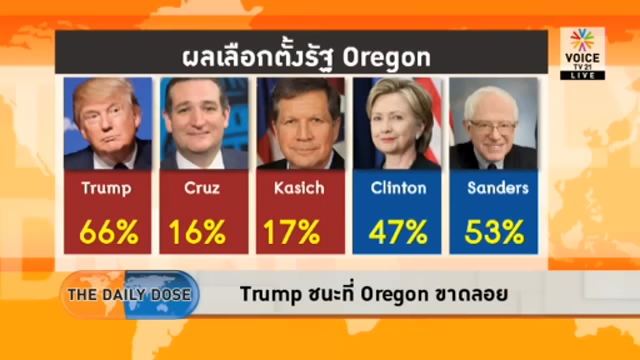 ผลเลือกตั้งรัฐ Oregon
VOICE
TV 21
LIVE
Trump
Cruz
Kasich
Clinton
Sanders
66%
16%
17%
47%
53%
THE DAILY DOSE
Trump ชนะที่ Oregon ขาดลอย